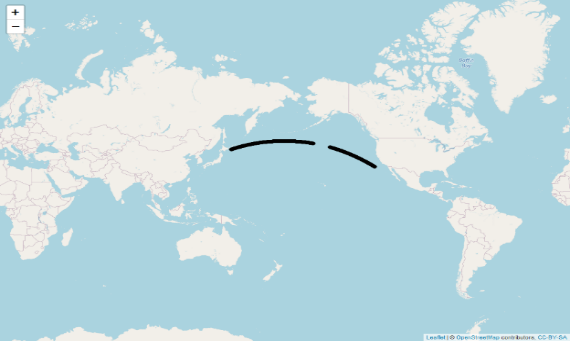 +
−
Leaflet | © OpenStreetMap contributors, CC-BY-SA